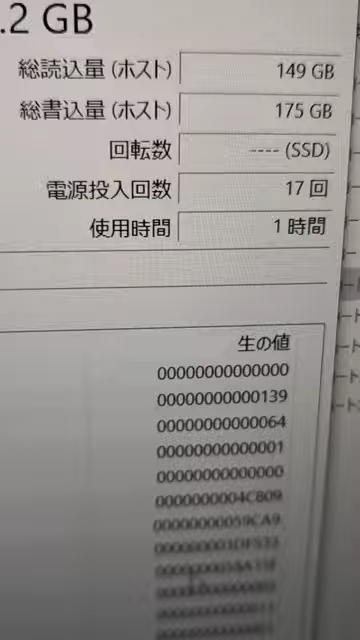 .2 GB
総読込量 (ホスト) 149 GB
総書込量 (ホスト) 175 GB
回転数 ---- (SSD)
電源投入回数 17 回
使用時間 1 時間
生の値
00000000000000
00000000000139
00000000000064
00000000000001
00000000000000
0000000004C809
00000000059CA9